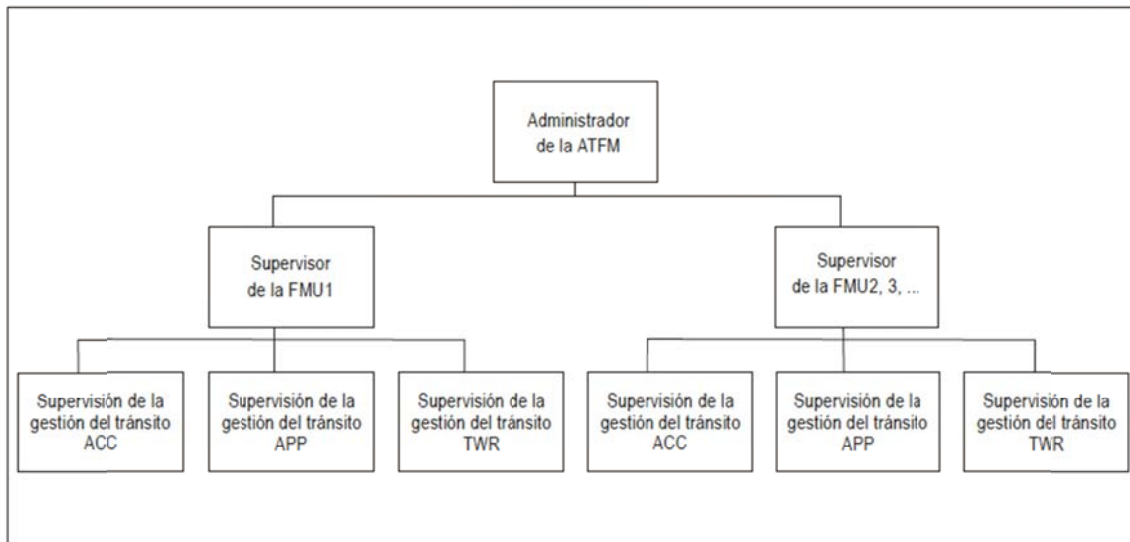 Administrador
de la ATFM
Supervisor
de la FMU1
Supervisor
de la FMU2, 3, ...
Supervisión de la
gestión del tránsito
ACC
Supervisión de la
gestión del tránsito
APP
Supervisión de la
gestión del tránsito
TWR
Supervisión de la
gestión del tránsito
ACC
Supervisión de la
gestión del tránsito
APP
Supervisión de la
gestión del tránsito
TWR